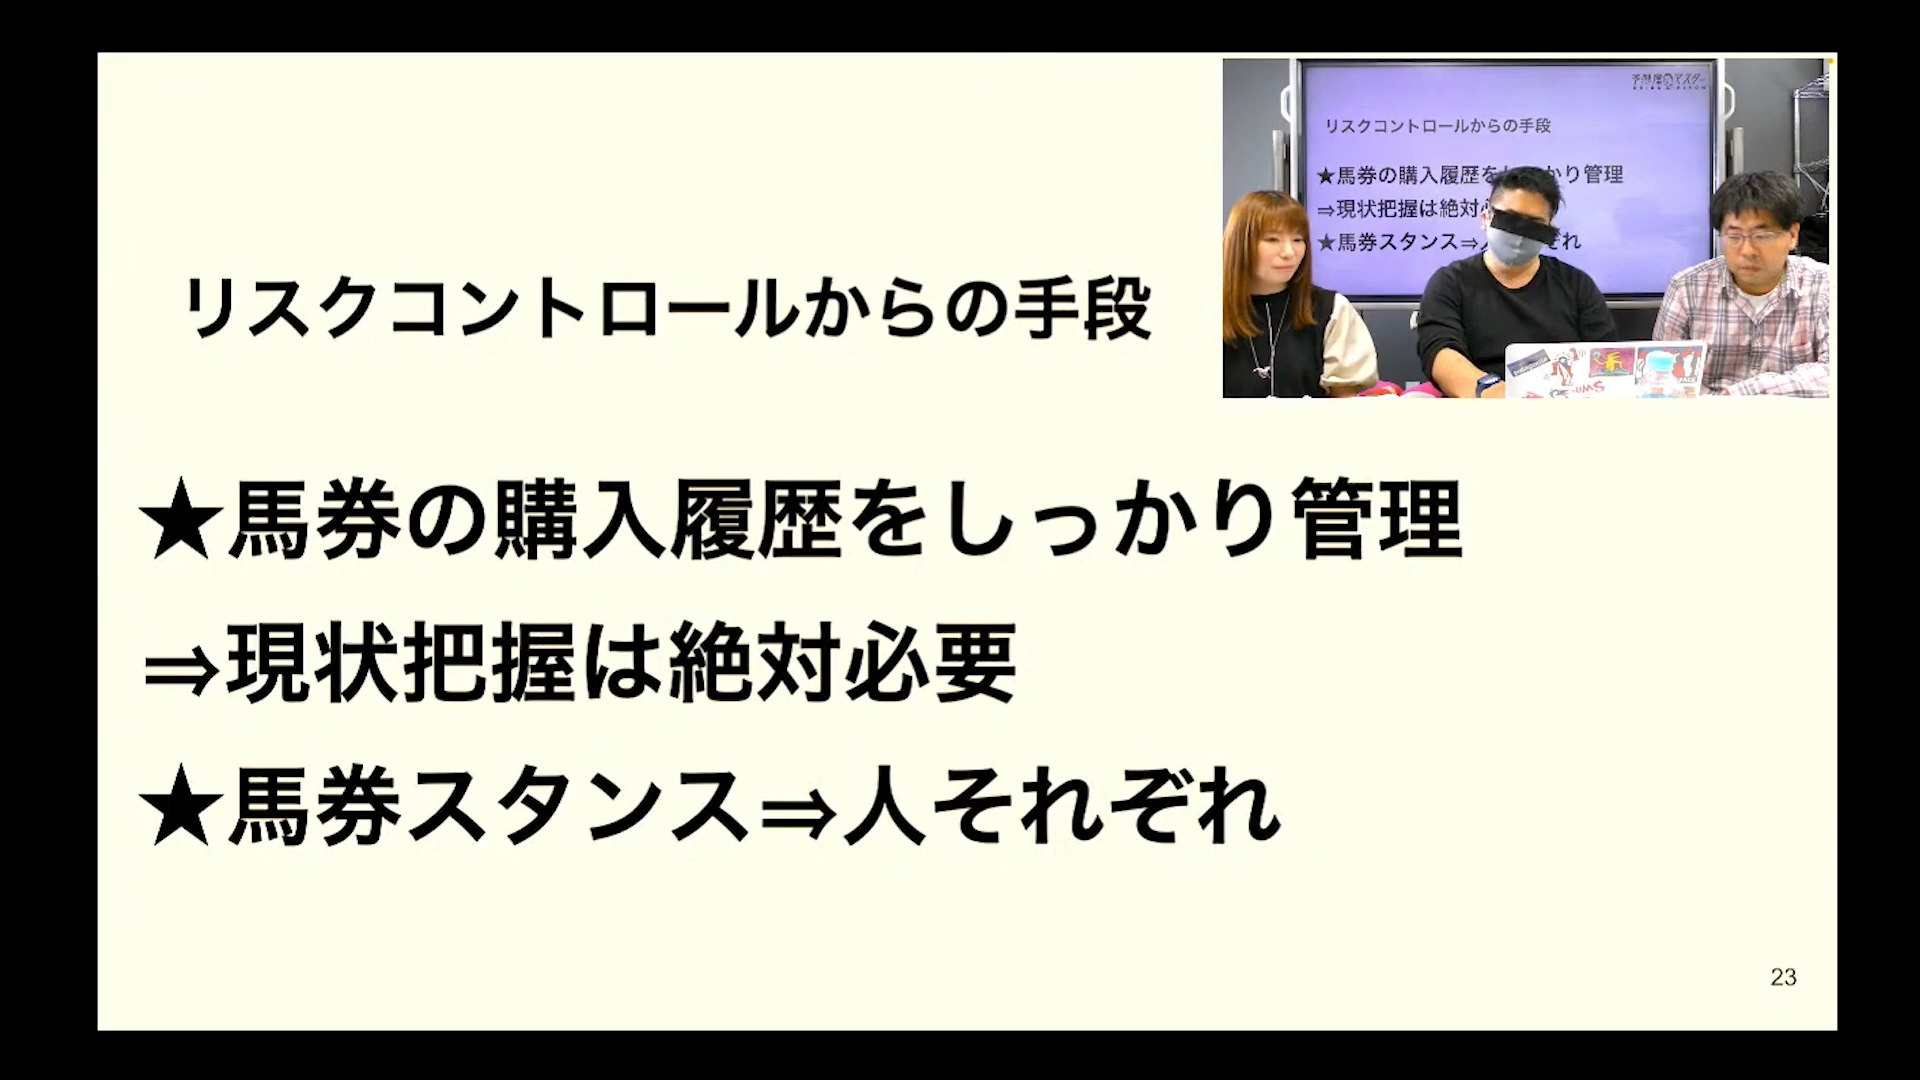 リスクコントロールからの手段
★馬券の購入履歴をしっかり管理
⇒現状把握は絶対必要
★馬券スタンス⇒人それぞれ
23
リスクコントロールからの手段
★馬券の購入履歴を
かり管理
⇒現状把握は絶対
★馬券スタンス⇒
ぞれ